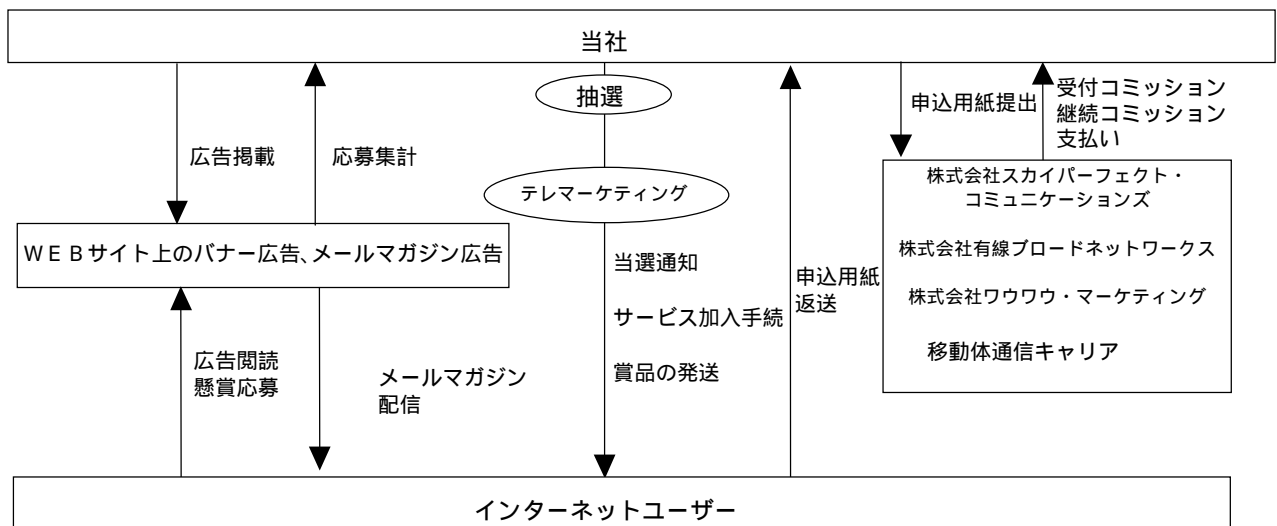 当社
抽選
申込用紙提出
受付コミッション
継続コミッション
支払い
広告掲載
応募集計
テレマーケティング
株式会社スカイパーフェクト・
コミュニケーションズ
株式会社有線ブロードネットワークス
株式会社ワウワウ・マーケティング
移動体通信キャリア
ＷＥＢサイト上のバナー広告、メールマガジン広告
当選通知
サービス加入手続
賞品の発送
申込用紙
返送
広告閲読
懸賞応募
メールマガジン
配信
インターネットユーザー